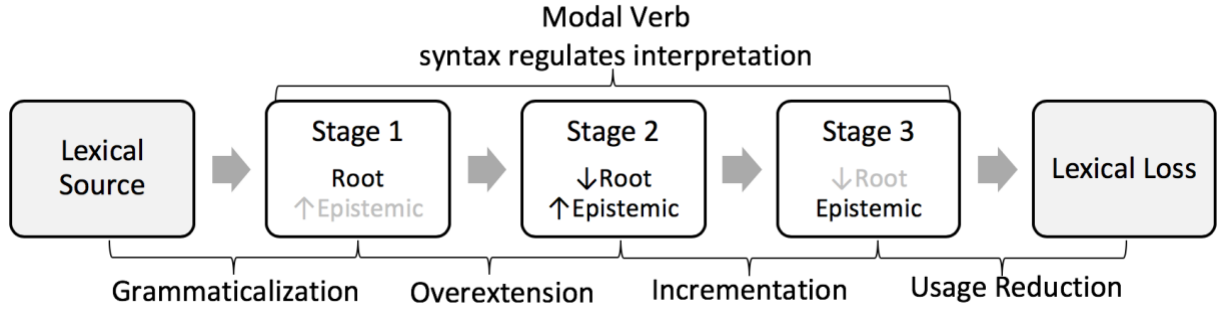 Modal Verb
syntax regulates interpretation
Lexical
Source
Stage 1
Root
↑Epistemic
Stage 2
↓Root
↑Epistemic
Stage 3
↓Root
Epistemic
Lexical Loss
Grammaticalization
Overextension
Incrementation
Usage Reduction